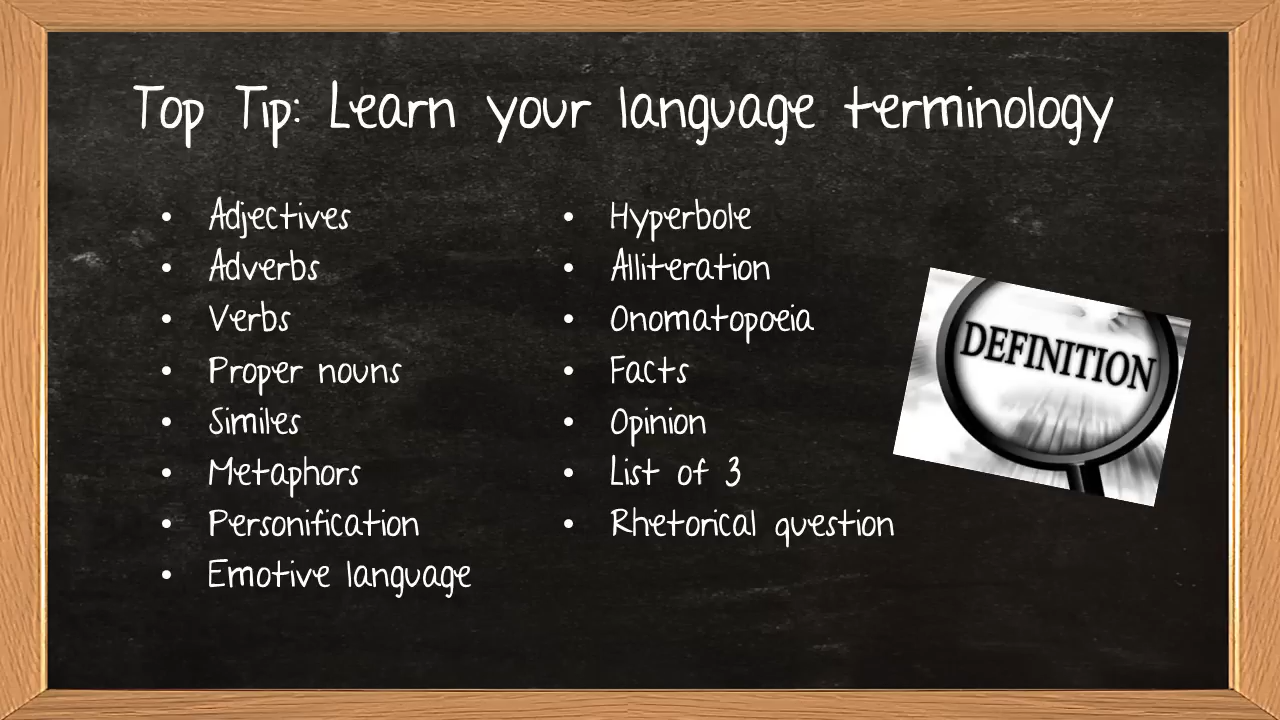 Top Tip: Learn your language terminology
• Adjectives
• Adverbs
• Verbs
• Proper nouns
• Similes
• Metaphors
• Personification
• Emotive language
• Hyperbole
• Alliteration
• Onomatopoeia
• Facts
• Opinion
• List of 3
• Rhetorical question
DEFINITION